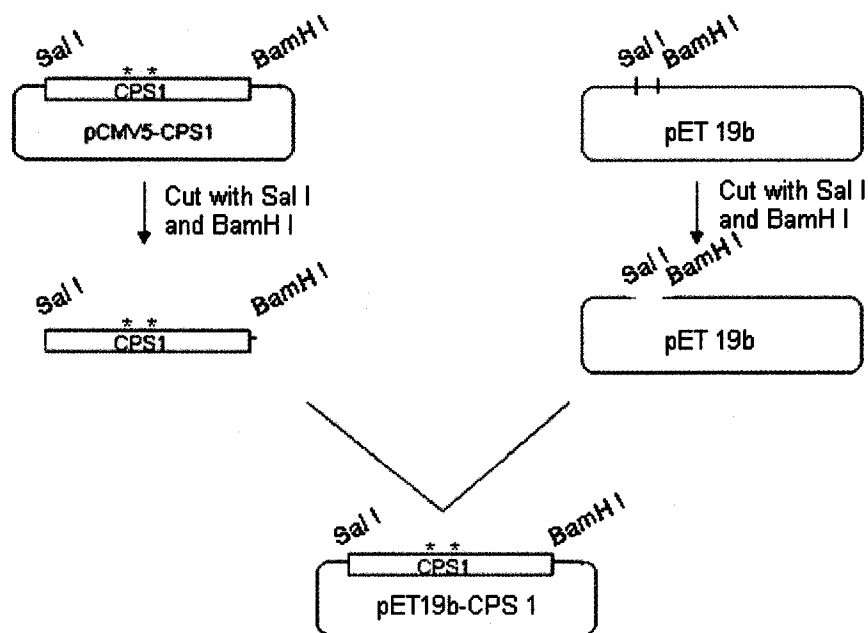 Sal I
BamH I
* *
CPS1
pCMV5-CPS1
Sal I
BamH I
pET 19b
Cut with Sal I
and BamH I
Cut with Sal I
and BamH I
Sal I
BamH I
* *
CPS1
Sal I
BamH I
pET 19b
Sal I
BamH I
* *
CPS1
pET19b-CPS 1